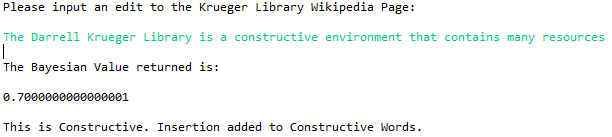 Please input an edit to the Krueger Library Wikipedia Page:
The Darrell Krueger Library is a constructive environment that contains many resources
The Bayesian Value returned is:
0.7000000000000001
This is Constructive. Insertion added to Constructive Words.